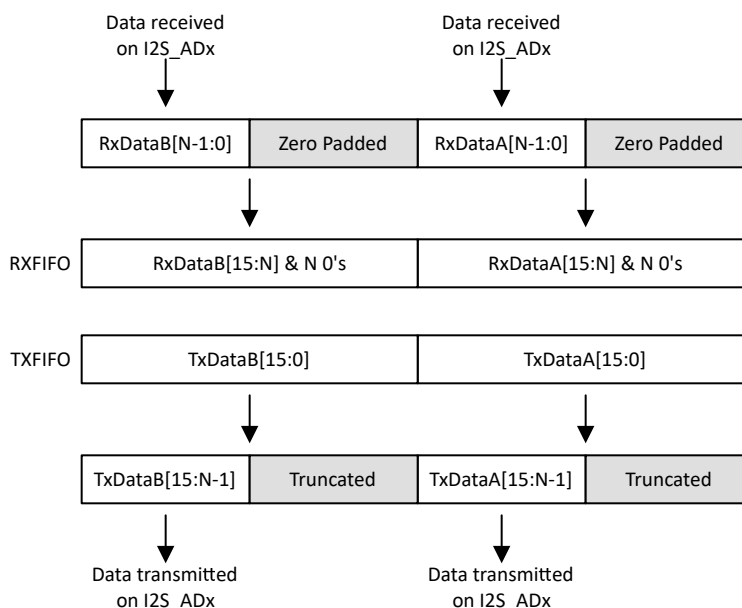 Data received
on I2S_ADx
Data received
on I2S_ADx
RxDataB[N-1:0]
Zero Padded
RxDataA[N-1:0]
Zero Padded
RXFIFO
RxDataB[15:N] & N 0's
RxDataA[15:N] & N 0's
TXFIFO
TxDataB[15:0]
TxDataA[15:0]
TxDataB[15:N-1]
Truncated
TxDataA[15:N-1]
Truncated
Data transmitted
on I2S_ADx
Data transmitted
on I2S_ADx